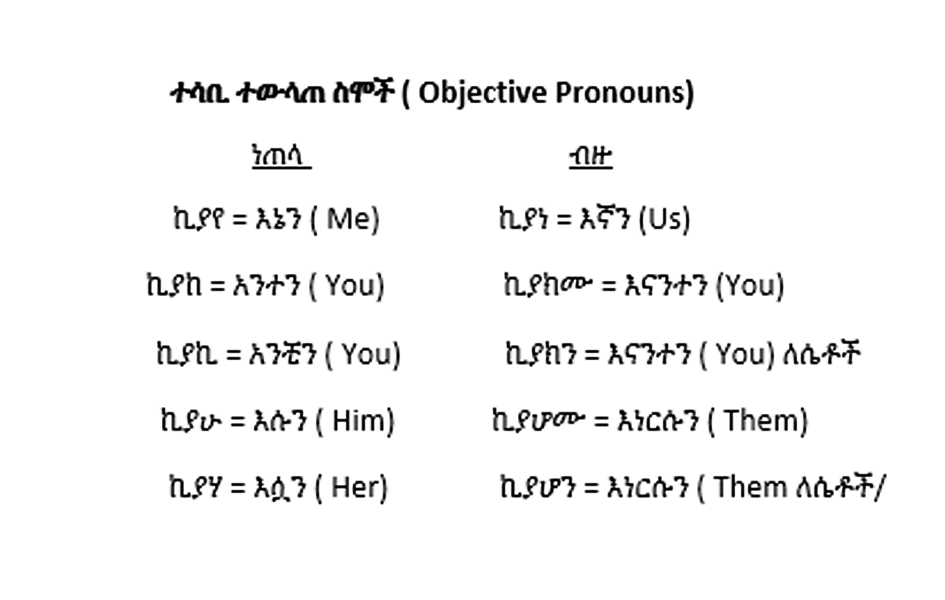 ተሳቢ ተውላጠ ስሞች ( Objective Pronouns)
ነጠላ ብዙ
ኪያየ = እኔን ( Me) ኪያነ = እኛን (Us)
ኪያከ = አንተን ( You) ኪያክሙ = እናንተን (You)
ኪያኪ = አንቺን ( You) ኪያክን = እናንተን ( You) ለሴቶች
ኪያሁ = እሱን ( Him) ኪያሆሙ = እነርሱን ( Them)
ኪያሃ = እሷን ( Her) ኪያሆን = እነርሱን ( Them ለሴቶች/